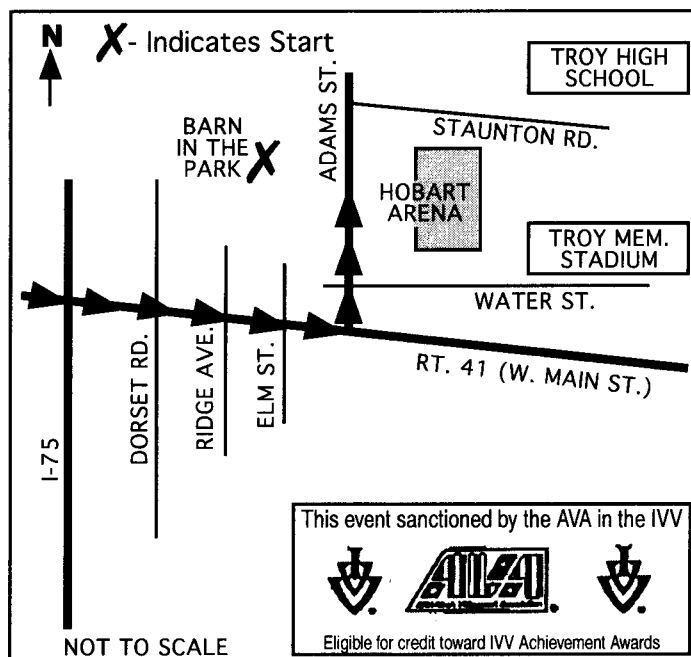 N
X - Indicates Start
TROY HIGH
SCHOOL
ADAMS ST.
STAUNTON RD.
BARN
IN THE
PARK X
HOBART
ARENA
TROY MEM.
STADIUM
WATER ST.
RT. 41 (W. MAIN ST.)
DORSET RD.
RIDGE AVE.
ELM ST.
I-75
This event sanctioned by the AVA in the IVV
AVA
Eligible for credit toward IVV Achievement Awards
NOT TO SCALE